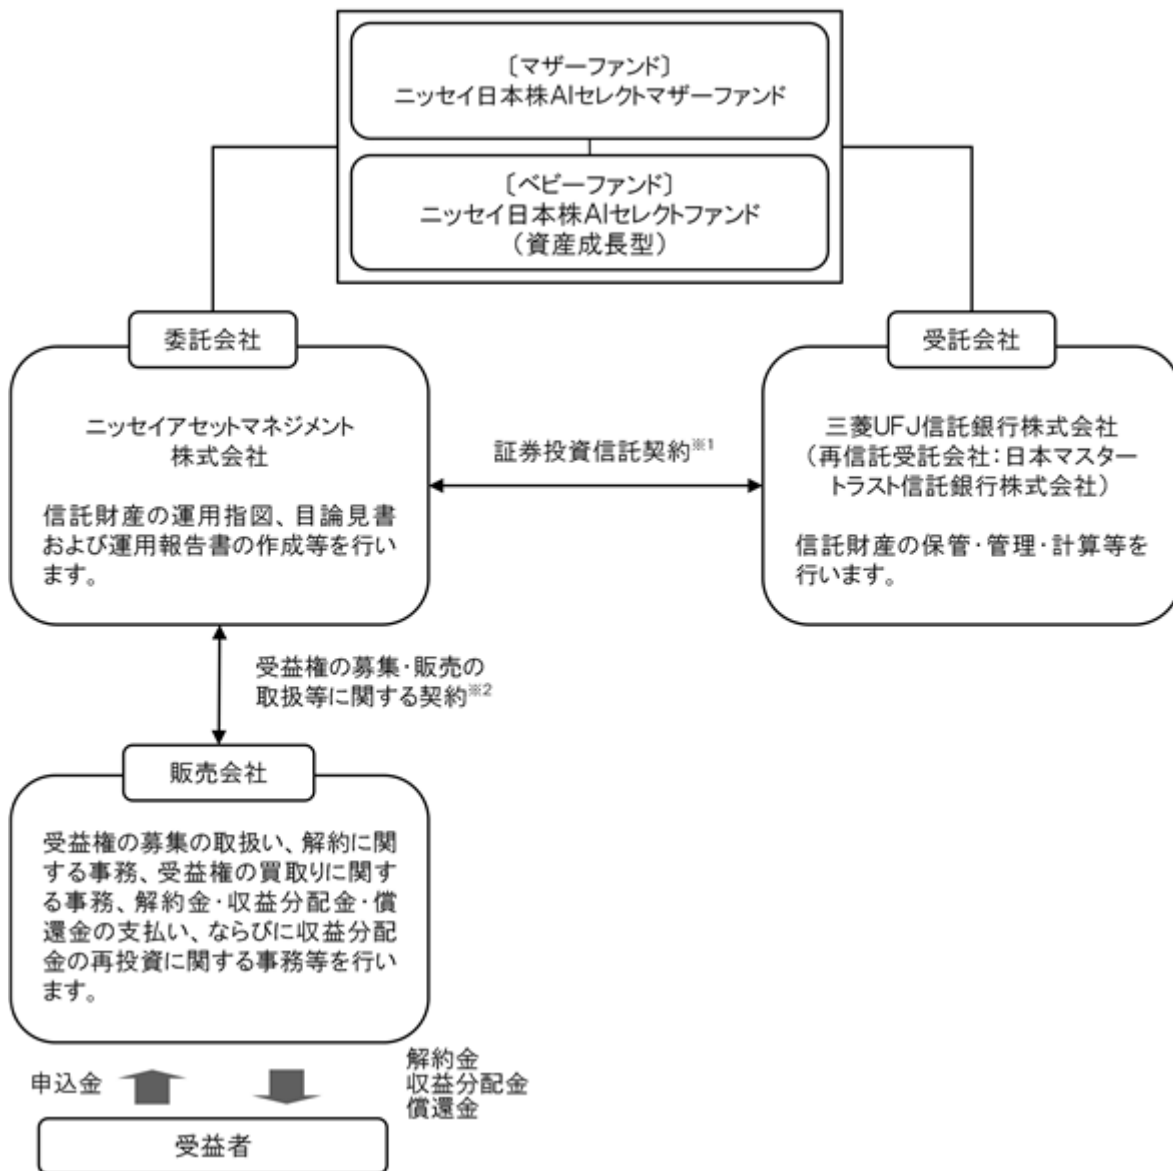 〔マザーファンド〕
ニッセイ日本株AIセレクトマザーファンド
〔ベビーファンド〕
ニッセイ日本株AIセレクトファンド
（資産成長型）
委託会社
ニッセイアセットマネジメント
株式会社
信託財産の運用指図、目論見書
および運用報告書の作成等を行い
ます。
証券投資信託契約※1
受託会社
三菱UFJ信託銀行株式会社
（再信託受託会社：日本マスター
トラスト信託銀行株式会社）
信託財産の保管・管理・計算等を
行います。
受益権の募集・販売の
取扱等に関する契約※2
販売会社
受益権の募集の取扱い、解約に関
する事務、受益権の買取りに関す
る事務、解約金・収益分配金・償
還金の支払い、ならびに収益分配
金の再投資に関する事務等を行い
ます。
申込金
解約金
収益分配金
償還金
受益者